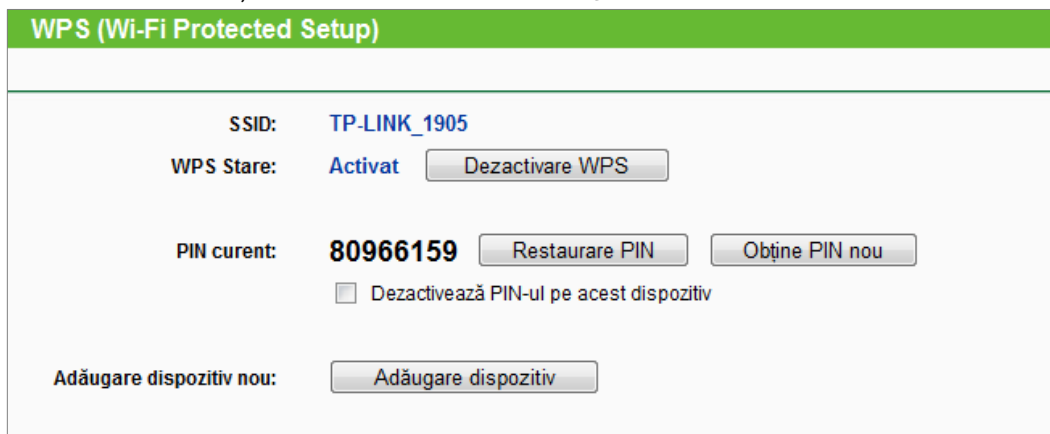 WPS (Wi-Fi Protected Setup)
SSID: TP-LINK_1905
WPS Stare: Activat Dezactivare WPS
PIN curent: 80966159 Restaurare PIN Obține PIN nou
Dezactivează PIN-ul pe acest dispozitiv
Adăugare dispozitiv nou: Adăugare dispozitiv